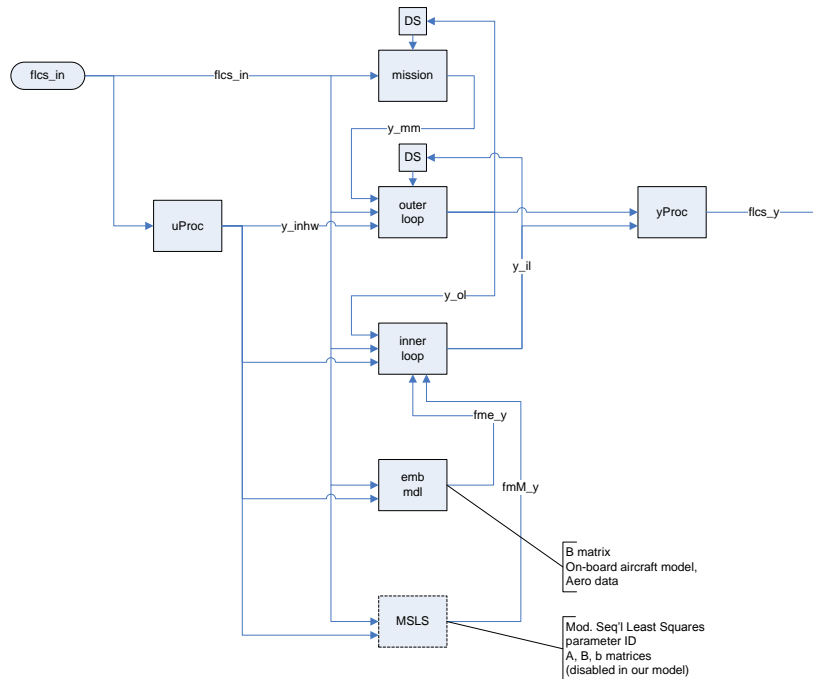 DS
flcs_in
flcs_in
mission
y_mm
DS
outer
loop
yProc
flcs_y
uProc
y_inhw
y_il
y_ol
inner
loop
fme_y
emb
mdl
fmM_y
B matrix
On-board aircraft model,
Aero data
MSLS
Mod. Seq'l Least Squares
parameter ID
A, B, b matrices
(disabled in our model)